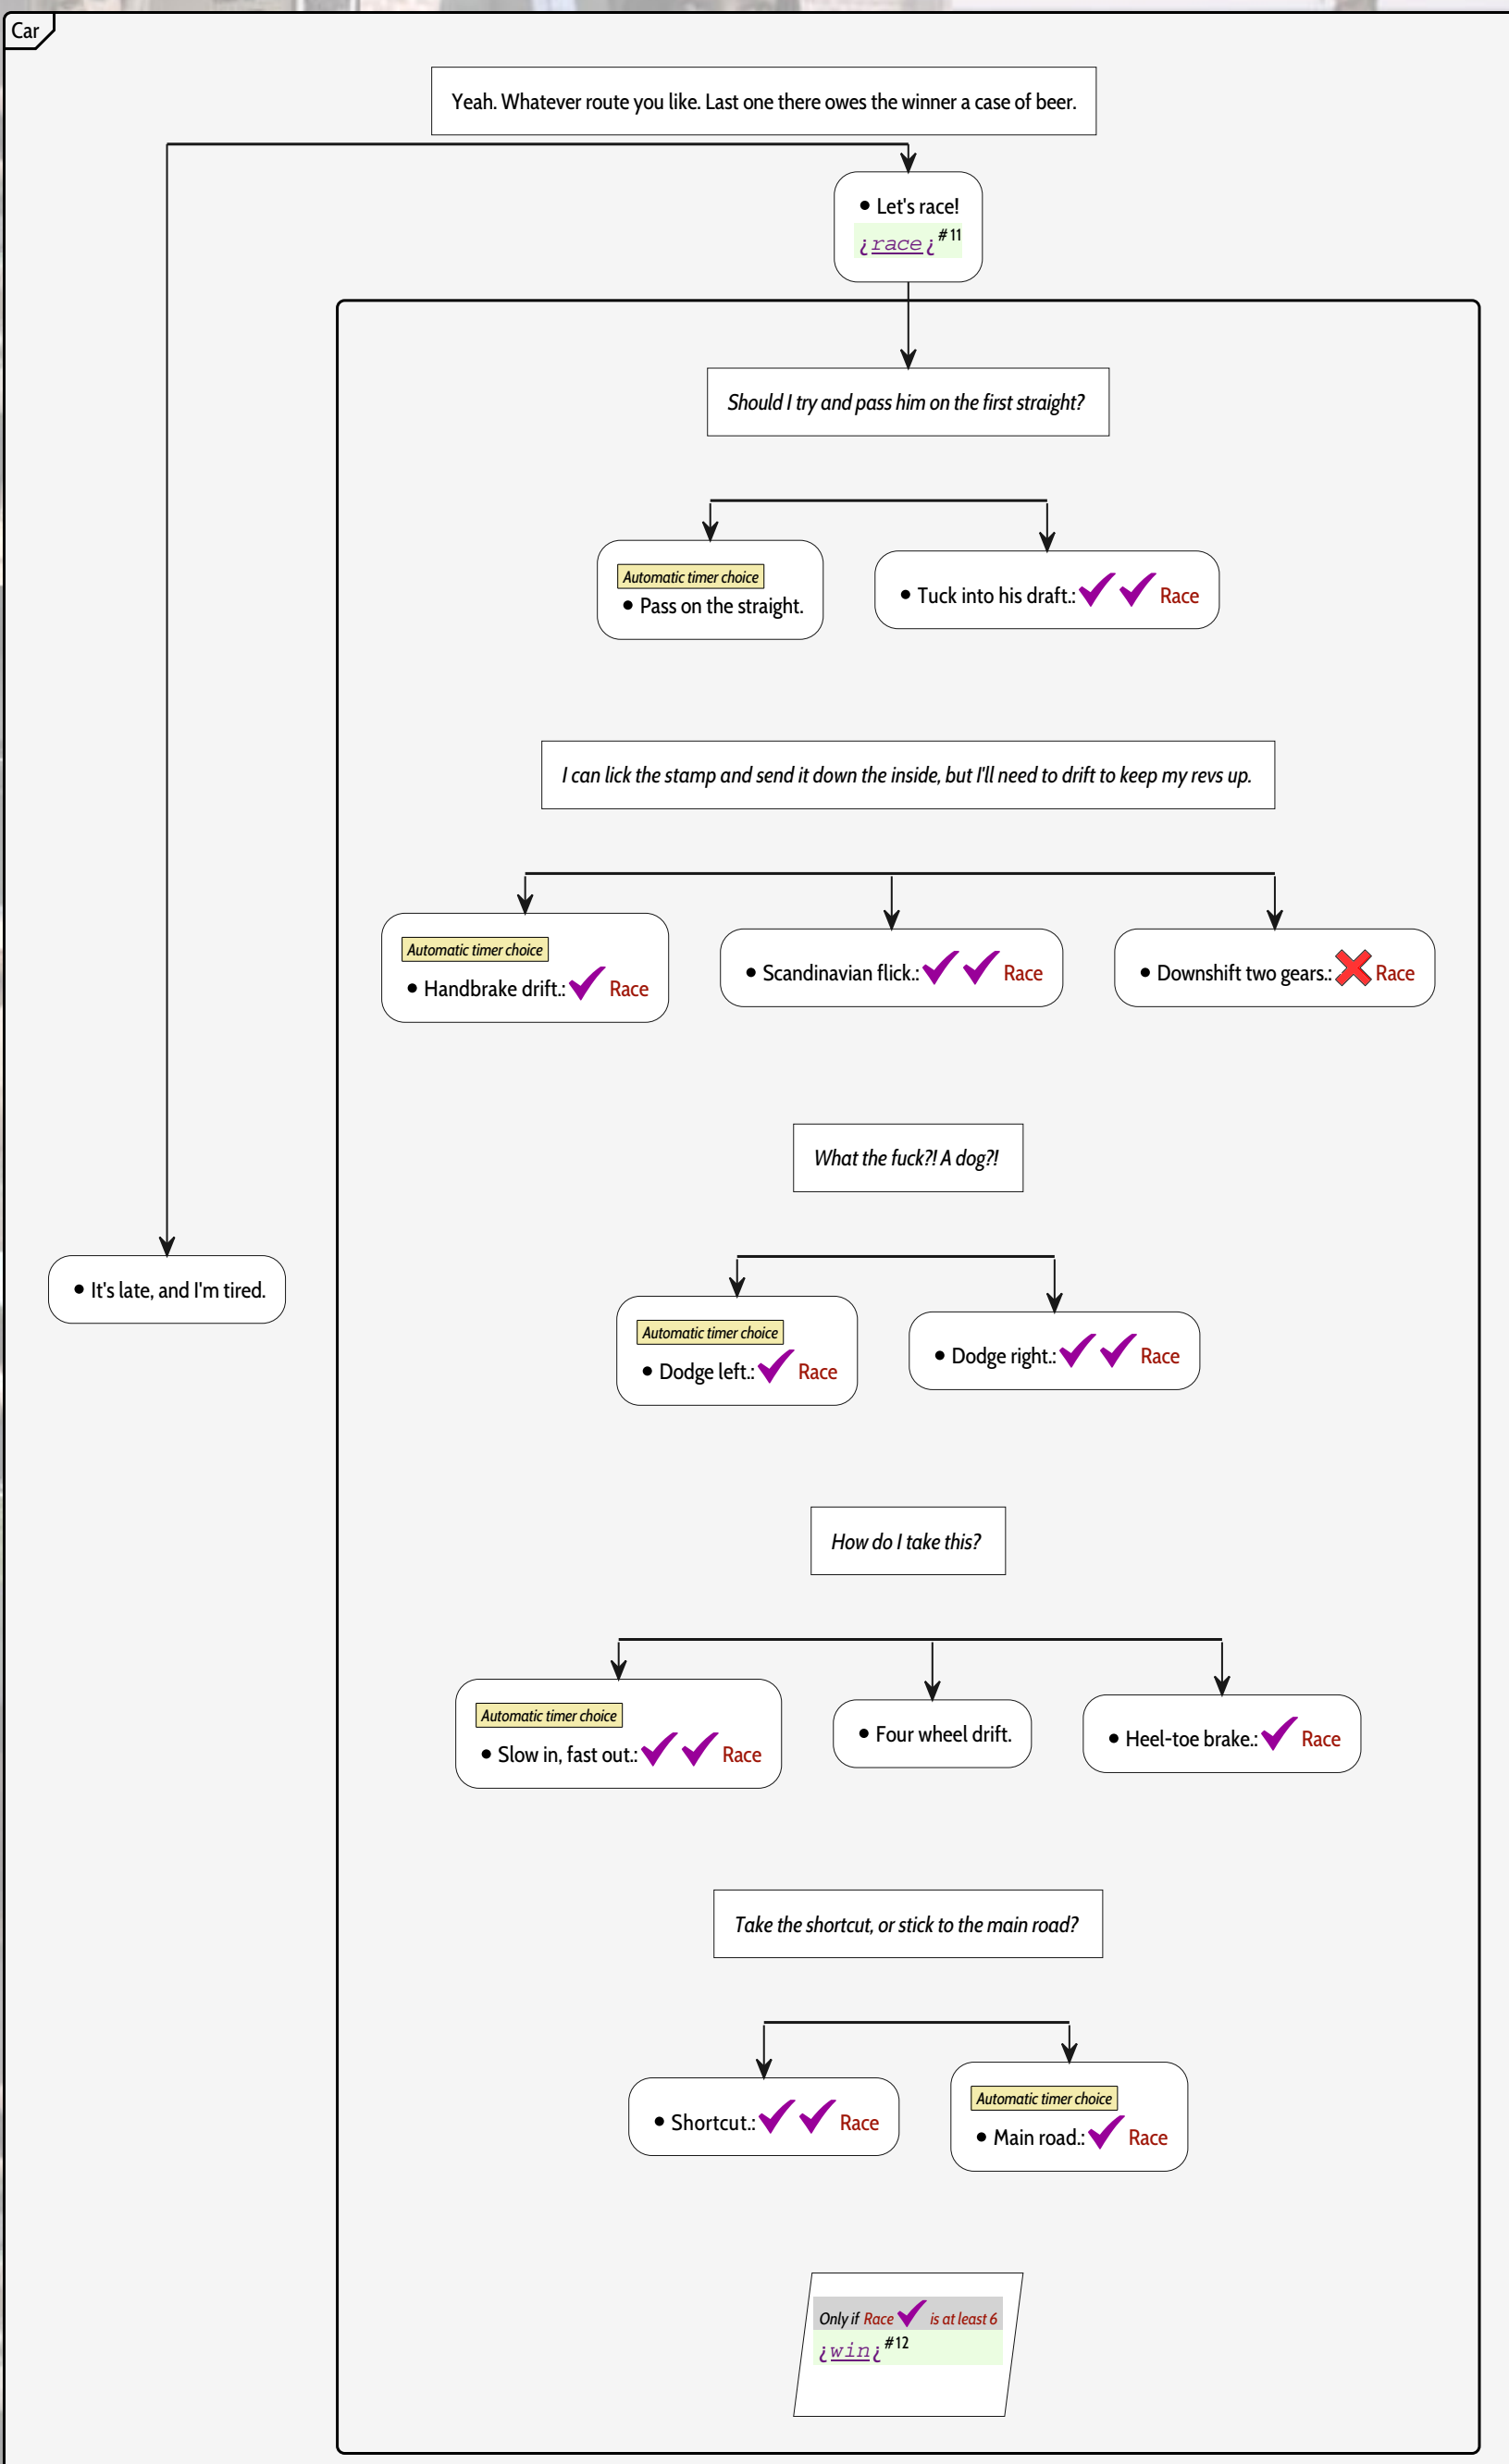 Car
Yeah. Whatever route you like. Last one there owes the winner a case of beer.
• Let's race!
¿race¿#11
Should I try and pass him on the first straight?
Automatic timer choice
• Pass on the straight.
• Tuck into his draft.: ✔✔ Race
I can lick the stamp and send it down the inside, but I'll need to drift to keep my revs up.
Automatic timer choice
• Handbrake drift.: ✔ Race
• Scandinavian flick.: ✔✔ Race
• Downshift two gears.: ❌ Race
What the fuck?! A dog?!
• It's late, and I'm tired.
Automatic timer choice
• Dodge left.: ✔ Race
• Dodge right.: ✔✔ Race
How do I take this?
Automatic timer choice
• Slow in, fast out.: ✔✔ Race
• Four wheel drift.
• Heel-toe brake.: ✔ Race
Take the shortcut, or stick to the main road?
• Shortcut.: ✔✔ Race
Automatic timer choice
• Main road.: ✔ Race
Only if Race ✔ is at least 6
¿win¿#12